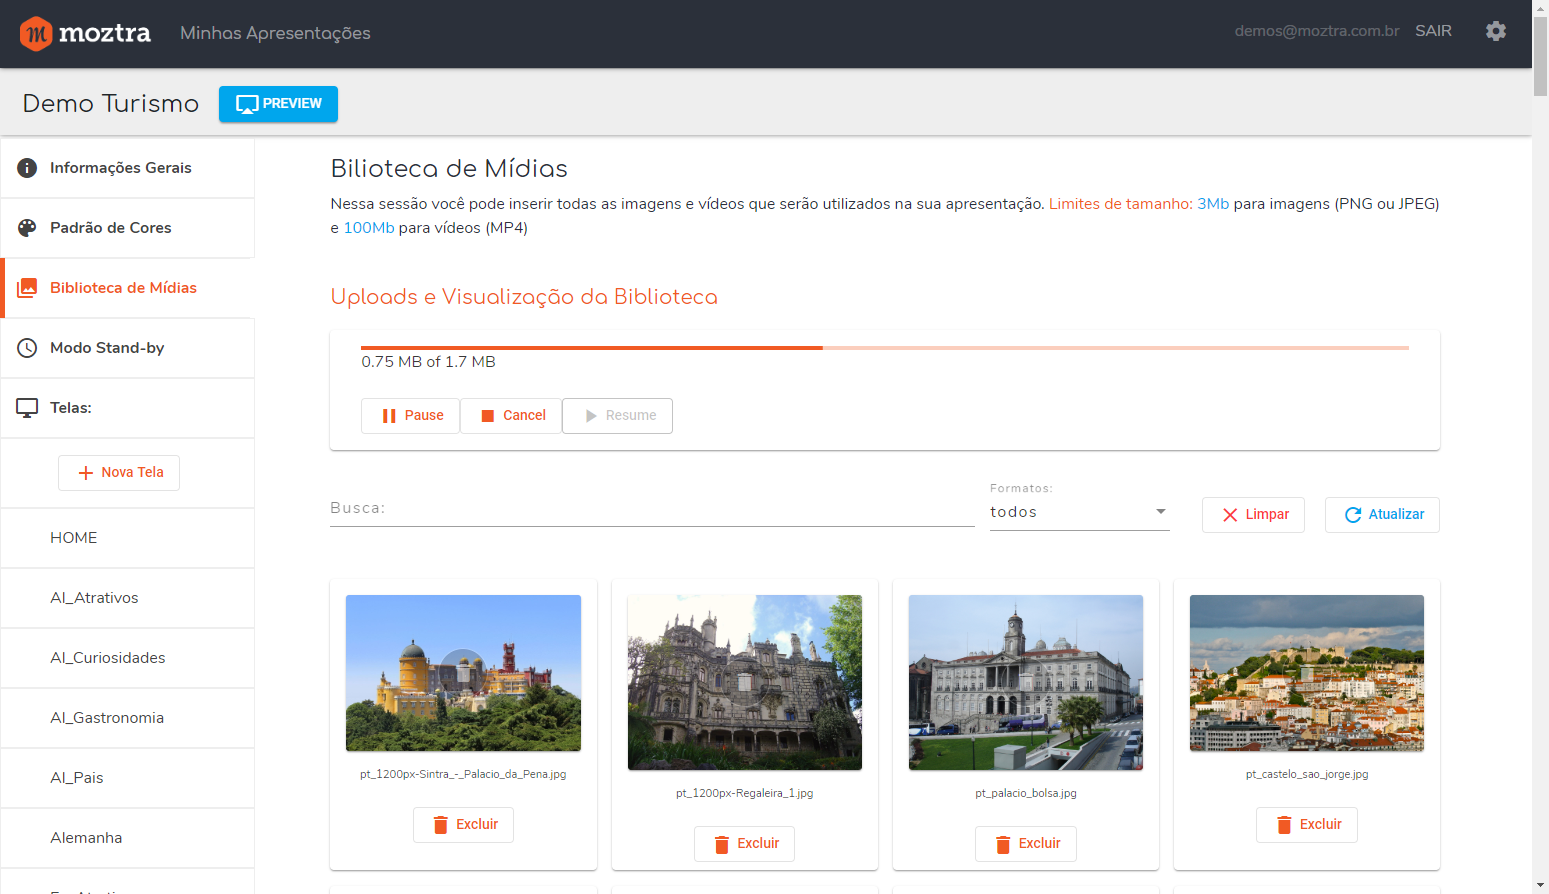 moztra
Minhas Apresentações
demos@moztra.com.br
SAIR
Demo Turismo
PREVIEW
Informações Gerais
Padrão de Cores
Biblioteca de Mídias
Modo Stand-by
Telas:
Nova Tela
HOME
AI_Atrativos
AI_Curiosidades
AI_Gastronomia
AI_Pais
Alemanha
Bilioteca de Mídias
Nessa sessão você pode inserir todas as imagens e vídeos que serão utilizados na sua apresentação. Limites de tamanho: 3Mb para imagens (PNG ou JPEG)
e 100Mb para vídeos (MP4)
Uploads e Visualização da Biblioteca
0.75 MB of 1.7 MB
Pause
Cancel
Resume
Busca:
Formatos:
todos
Limpar
Atualizar
pt_1200px-Sintra_-_Palacio_da_Pena.jpg
Excluir
pt_1200px-Regaleira_1.jpg
Excluir
pt_palacio_bolsa.jpg
Excluir
pt_castelo_sao_jorge.jpg
Excluir